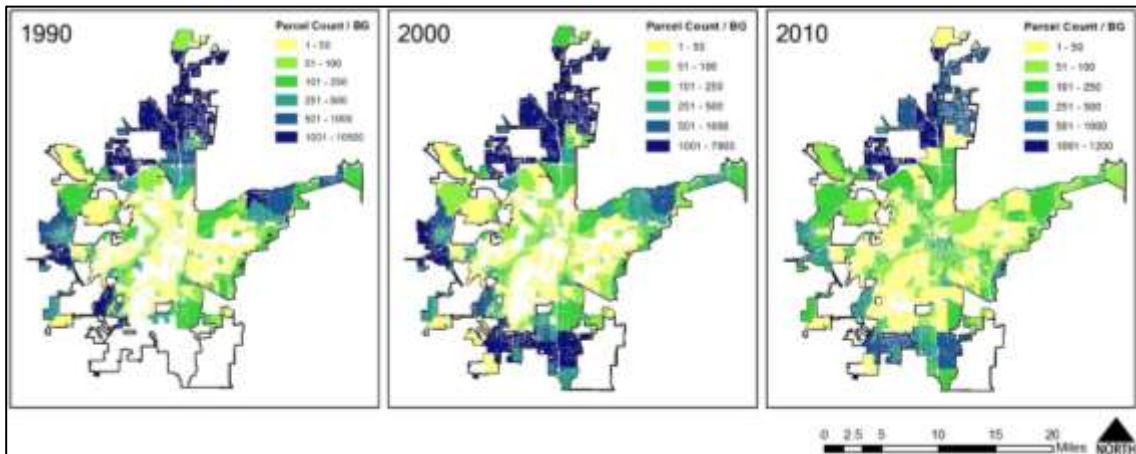 1990
Parcel Count / BG
1 - 50
51 - 100
101 - 250
251 - 500
501 - 1000
1001 - 10500
2000
Parcel Count / BG
1 - 50
51 - 100
101 - 250
251 - 500
501 - 1000
1001 - 7800
2010
Parcel Count / BG
1 - 50
51 - 100
101 - 250
251 - 500
501 - 1000
1001 - 1200
0 2.5 5 10 15 20
Miles
NORTH